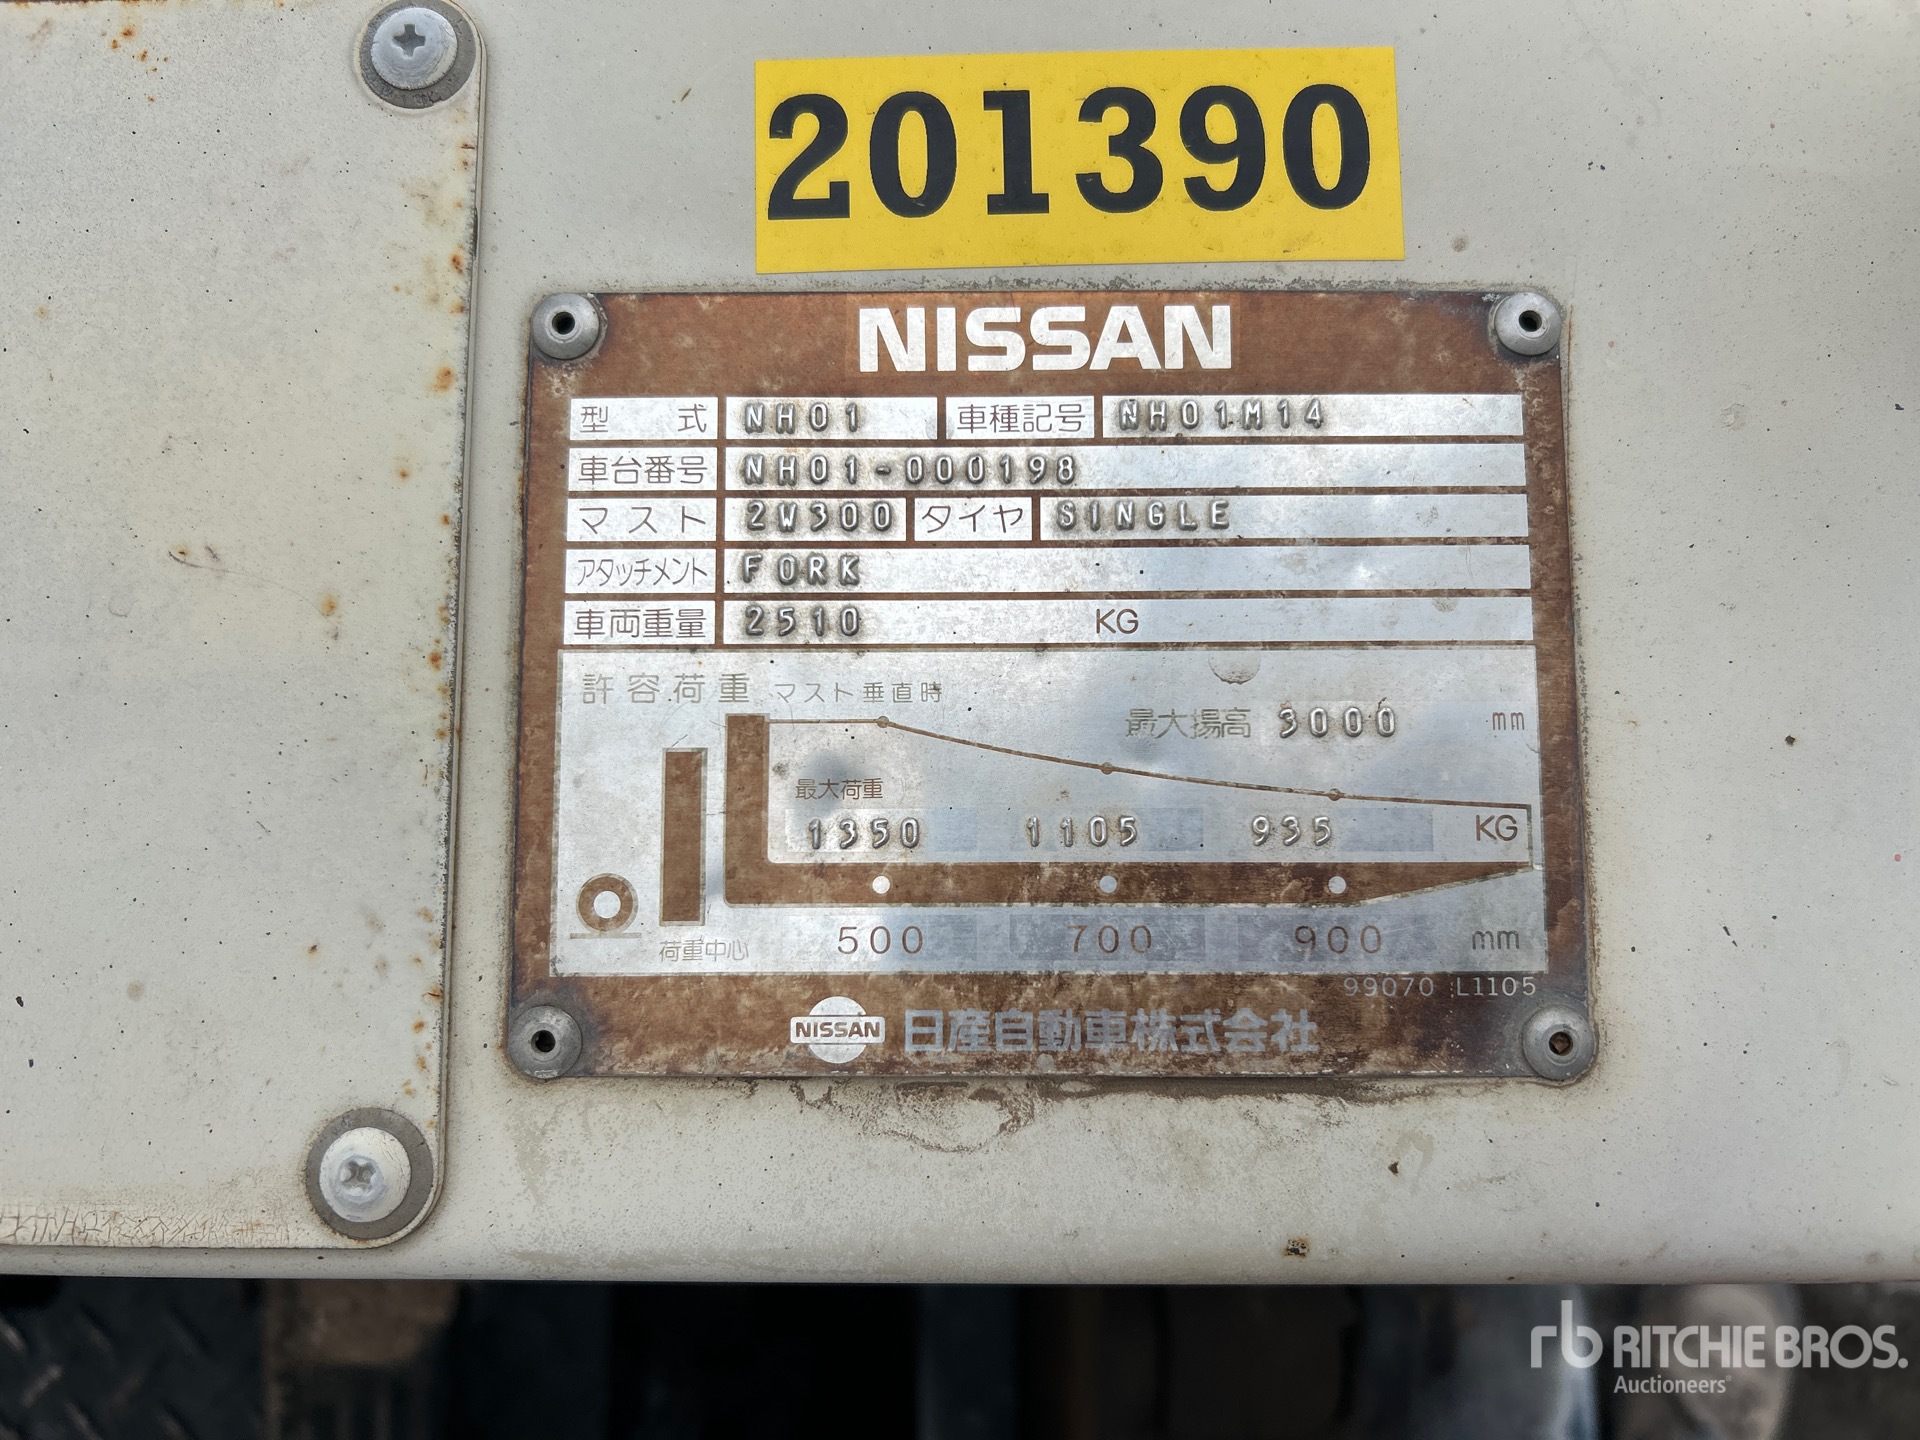 201390
NISSAN
型式 NH01 車種記号 NH01M14
車台番号 NH01-000198
マスト 2W300 タイヤ SINGLE
アタッチメント FORK
車両重量 2510 KG
許容荷重 マスト垂直時
最大揚高 3000 mm
最大荷重
1350 1105 935 KG
荷重中心 500 700 900 mm
99070 L1105
NISSAN 日産自動車株式会社
rb RITCHIE BROS.
Auctioneers